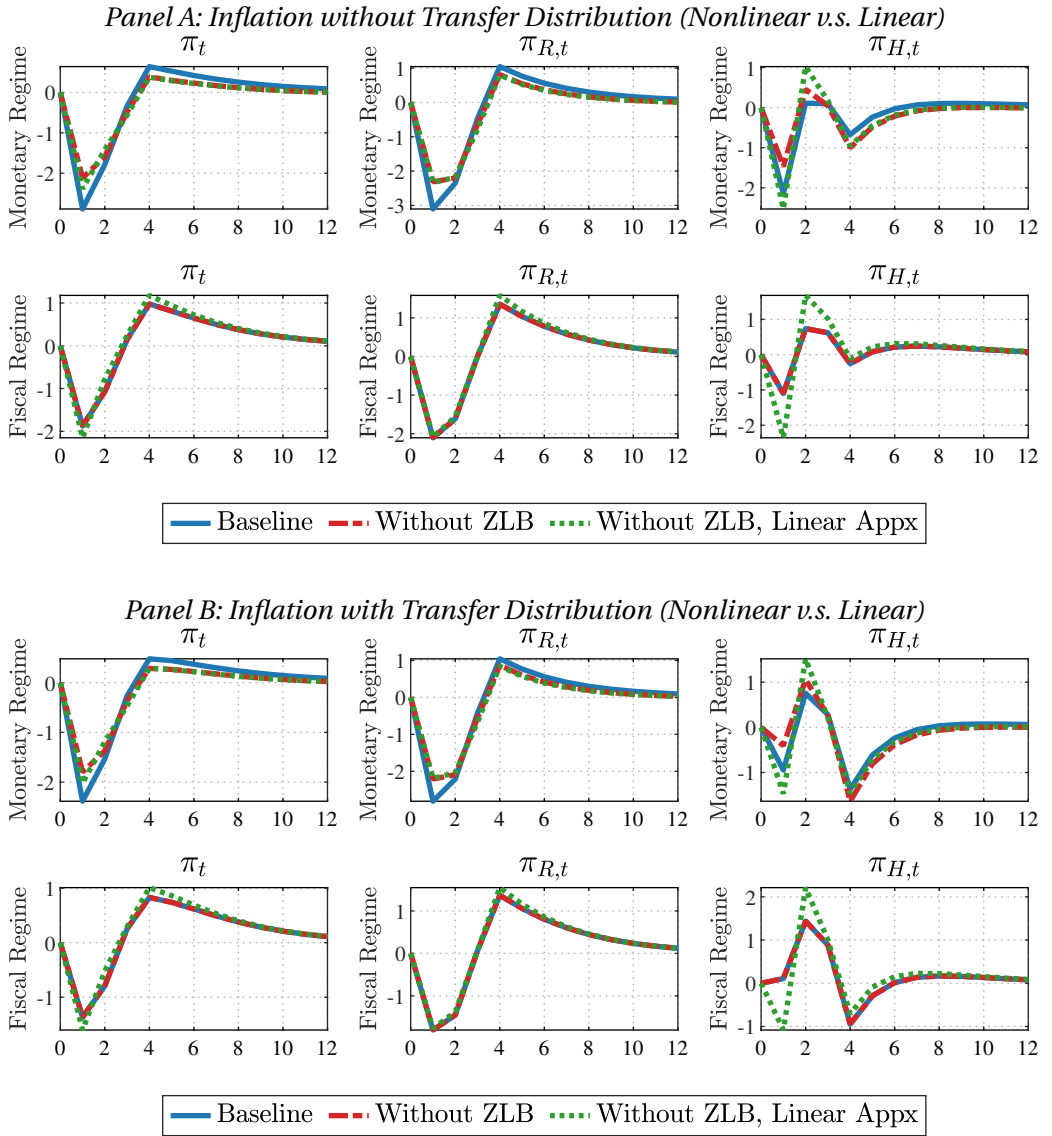 Panel A: Inflation without Transfer Distribution (Nonlinear v.s. Linear)
π_t π_{R,t} π_{H,t}
Monetary Regime
0
-1
-2
0 2 4 6 8 10 12
Monetary Regime
1
0
-1
-2
-3
0 2 4 6 8 10 12
Monetary Regime
1
0
-1
-2
0 2 4 6 8 10 12
π_t π_{R,t} π_{H,t}
Fiscal Regime
1
0
-1
-2
0 2 4 6 8 10 12
Fiscal Regime
1
0
-1
-2
0 2 4 6 8 10 12
Fiscal Regime
1
0
-1
-2
0 2 4 6 8 10 12
Baseline Without ZLB Without ZLB, Linear Appx
Panel B: Inflation with Transfer Distribution (Nonlinear v.s. Linear)
π_t π_{R,t} π_{H,t}
Monetary Regime
0
-1
-2
0 2 4 6 8 10 12
Monetary Regime
1
0
-1
-2
0 2 4 6 8 10 12
Monetary Regime
1
0
-1
0 2 4 6 8 10 12
π_t π_{R,t} π_{H,t}
Fiscal Regime
1
0
-1
0 2 4 6 8 10 12
Fiscal Regime
1
0
-1
0 2 4 6 8 10 12
Fiscal Regime
2
1
0
-1
0 2 4 6 8 10 12
Baseline Without ZLB Without ZLB, Linear Appx